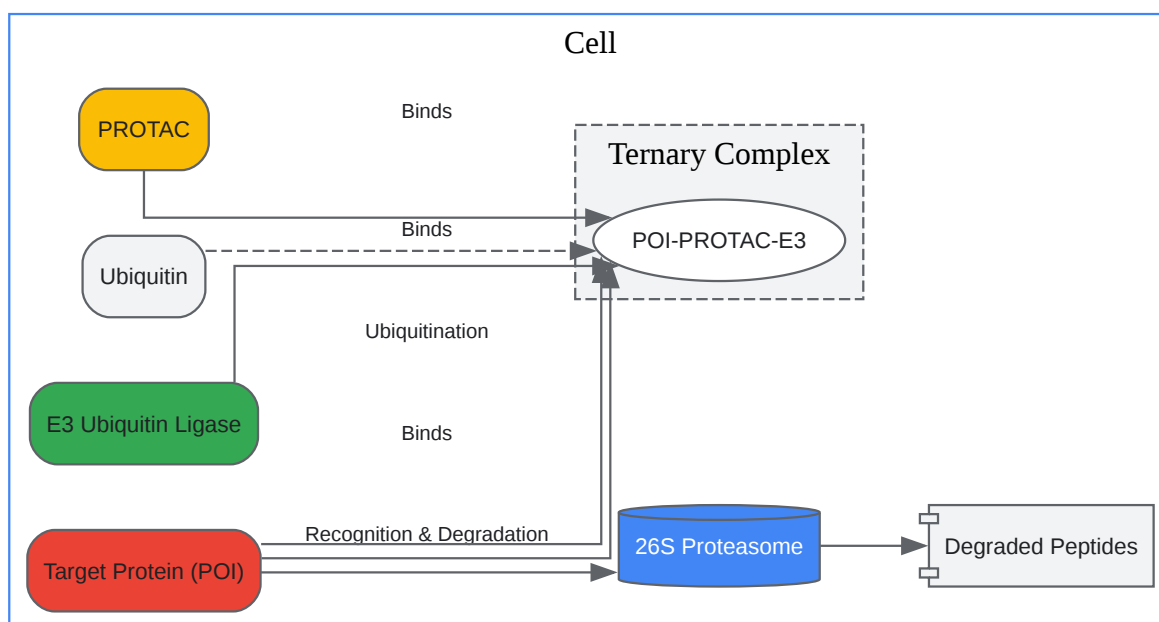 Cell
PROTAC
Binds
Ternary Complex
Binds
POI-PROTAC-E3
Ubiquitin
Ubiquitination
E3 Ubiquitin Ligase
Binds
Recognition & Degradation
Target Protein (POI)
26S Proteasome
Degraded Peptides